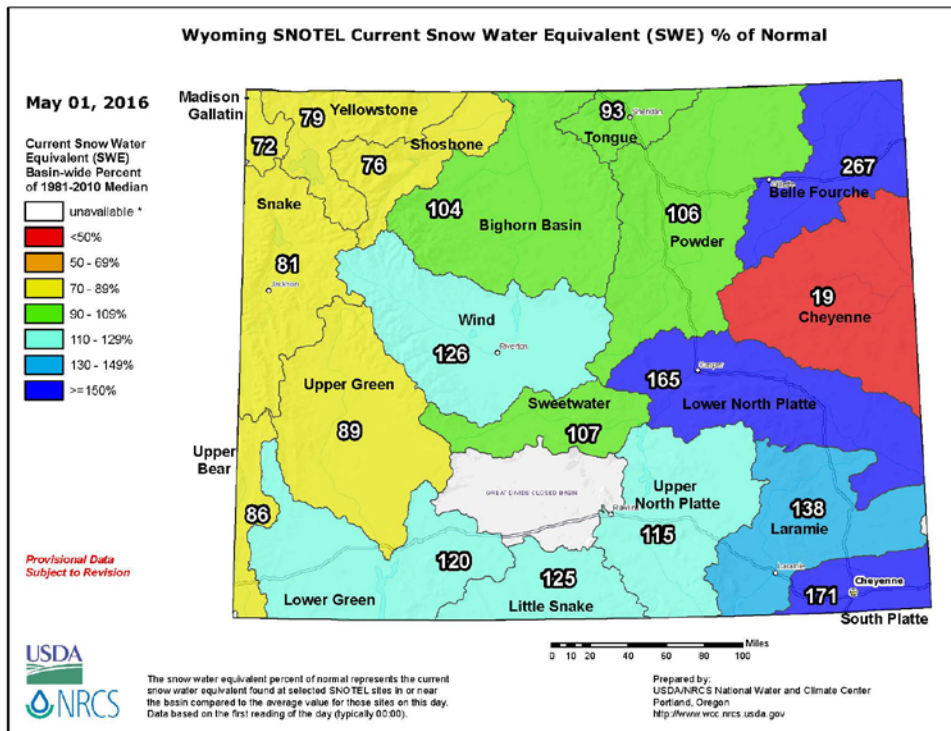 Wyoming SNOTEL Current Snow Water Equivalent (SWE) % of Normal
May 01, 2016
Current Snow Water
Equivalent (SWE)
Basin-wide Percent
of 1981-2010 Median
unavailable *
<50%
50 - 69%
70 - 89%
90 - 109%
110 - 129%
130 - 149%
>=150%
Provisional Data
Subject to Revision
Madison
Gallatin
72
79
Yellowstone
76
Shoshone
Snake
81
Jackson
104
Bighorn Basin
93
Sheridan
Tongue
106
Powder
Gillette
267
Belle Fourche
19
Cheyenne
Wind
126
Riverton
Upper Green
89
Sweetwater
107
Casper
165
Lower North Platte
Upper
Bear
86
GREAT DIVIDE CLOSED BASIN
Rawlins
Upper
North Platte
115
138
Laramie
Laramie
120
Lower Green
125
Little Snake
Cheyenne
171
South Platte
Miles
0 10 20 40 60 80 100
USDA
NRCS
The snow water equivalent percent of normal represents the current
snow water equivalent found at selected SNOTEL sites in or near
the basin compared to the average value for those sites on this day.
Data based on the first reading of the day (typically 00:00).
Prepared by:
USDA/NRCS National Water and Climate Center
Portland, Oregon
http://www.wcc.nrcs.usda.gov